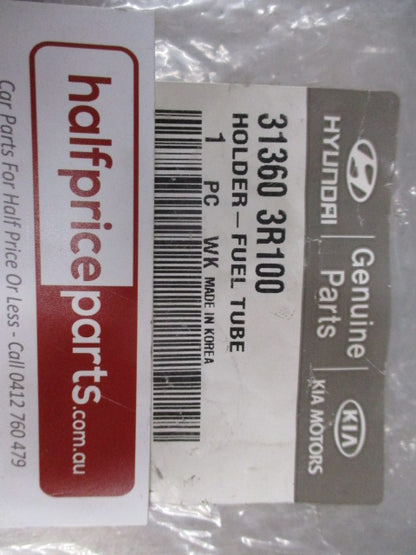 halfpriceparts.com.au
Car Parts For Half Price Or Less - Call 0412 760 479
HYUNDAI
Genuine
Parts
KIA
KIA MOTORS
31360 3R100
HOLDER-FUEL TUBE
1 PC WK MADE IN KOREA